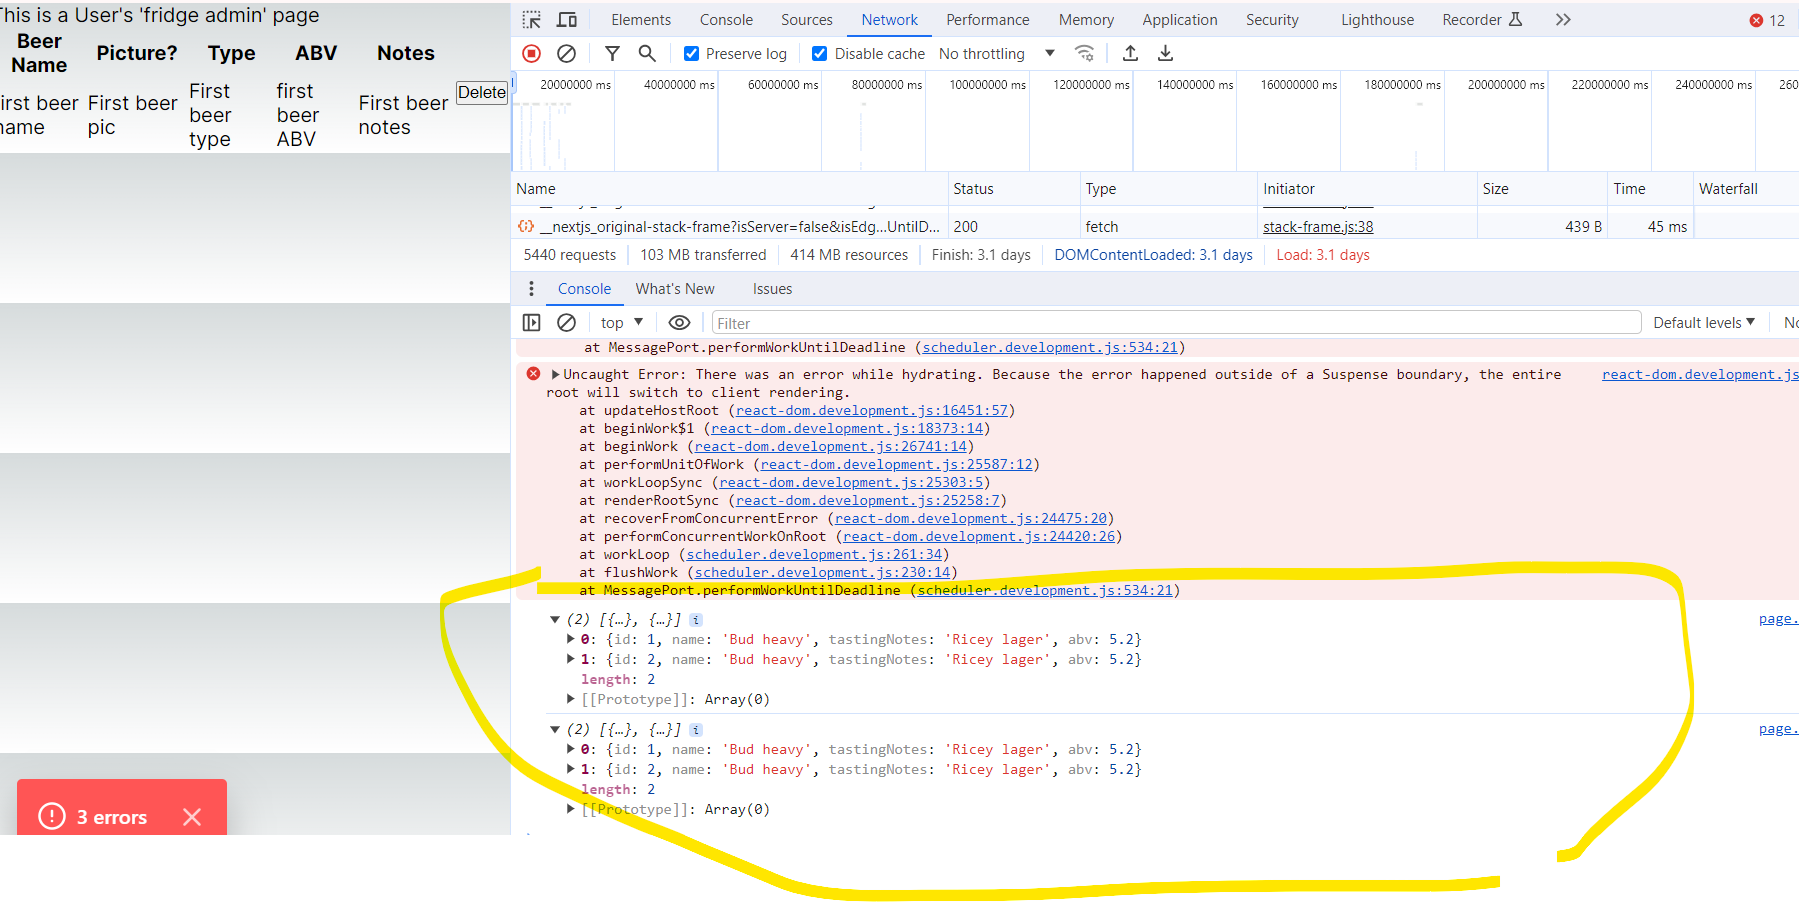 This is a User's 'fridge admin' page
Beer Name Picture? Type ABV Notes
First beer name First beer pic First beer type first beer ABV First beer notes Delete
3 errors
Elements Console Sources Network Performance Memory Application Security Lighthouse Recorder 12
Preserve log Disable cache No throttling
20000000 ms 40000000 ms 60000000 ms 80000000 ms 100000000 ms 120000000 ms 140000000 ms 160000000 ms 180000000 ms 200000000 ms 220000000 ms 240000000 ms 260
Name Status Type Initiator Size Time Waterfall
__nextjs_original-stack-frame?isServer=false&isEdg...UntilD... 200 fetch stack-frame.js:38 439 B 45 ms
5440 requests 103 MB transferred 414 MB resources Finish: 3.1 days DOMContentLoaded: 3.1 days Load: 3.1 days
Console What's New Issues
top Filter Default levels No
at MessagePort.performWorkUntilDeadline (scheduler.development.js:534:21)
Uncaught Error: There was an error while hydrating. Because the error happened outside of a Suspense boundary, the entire react-dom.development.js
root will switch to client rendering.
at updateHostRoot (react-dom.development.js:16451:57)
at beginWork$1 (react-dom.development.js:18373:14)
at beginWork (react-dom.development.js:26741:14)
at performUnitOfWork (react-dom.development.js:25587:12)
at workLoopSync (react-dom.development.js:25303:5)
at renderRootSync (react-dom.development.js:25258:7)
at recoverFromConcurrentError (react-dom.development.js:24475:20)
at performConcurrentWorkOnRoot (react-dom.development.js:24420:26)
at workLoop (scheduler.development.js:261:34)
at flushWork (scheduler.development.js:230:14)
at MessagePort.performWorkUntilDeadline (scheduler.development.js:534:21)
(2) [{…}, {…}] i page.
0: {id: 1, name: 'Bud heavy', tastingNotes: 'Ricey lager', abv: 5.2}
1: {id: 2, name: 'Bud heavy', tastingNotes: 'Ricey lager', abv: 5.2}
length: 2
[[Prototype]]: Array(0)
(2) [{…}, {…}] i page.
0: {id: 1, name: 'Bud heavy', tastingNotes: 'Ricey lager', abv: 5.2}
1: {id: 2, name: 'Bud heavy', tastingNotes: 'Ricey lager', abv: 5.2}
length: 2
[[Prototype]]: Array(0)